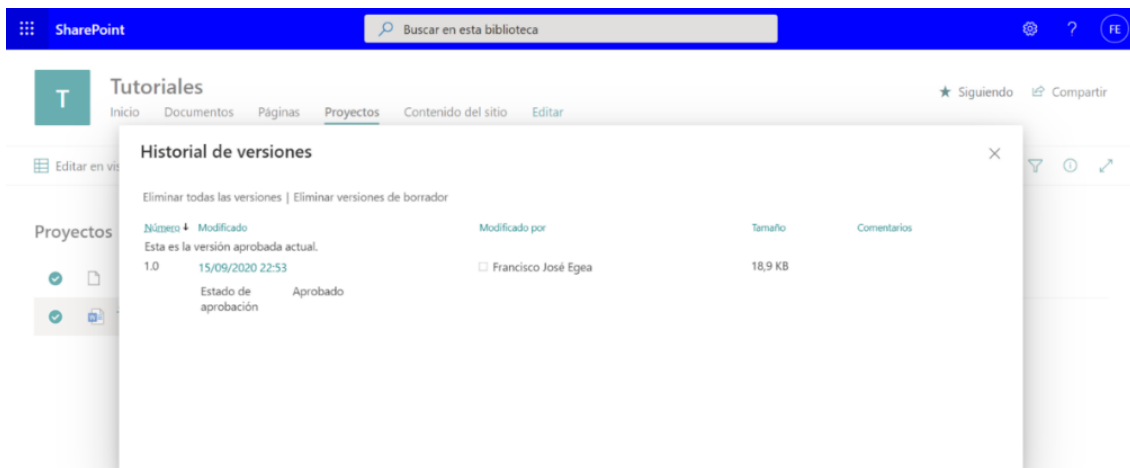 SharePoint
Buscar en esta biblioteca
?
FE
T
Tutoriales
Siguiendo
Compartir
Inicio Documentos Páginas Proyectos Contenido del sitio Editar
Editar en vis
Historial de versiones
Eliminar todas las versiones | Eliminar versiones de borrador
Proyectos
Número ↓ Modificado Modificado por Tamaño Comentarios
Esta es la versión aprobada actual.
1.0 15/09/2020 22:53 Francisco José Egea 18,9 KB
Estado de Aprobado
aprobación